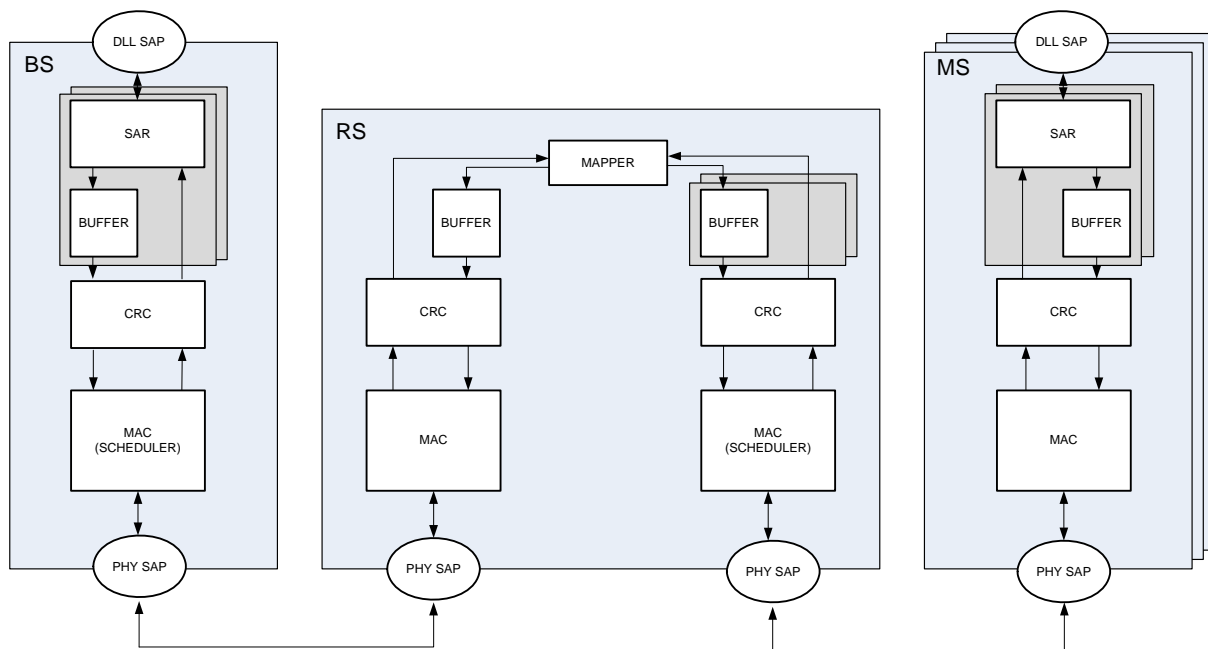 DLL SAP
BS
SAR
BUFFER
CRC
MAC
(SCHEDULER)
PHY SAP
RS
MAPPER
BUFFER
BUFFER
CRC
CRC
MAC
MAC
(SCHEDULER)
PHY SAP
PHY SAP
DLL SAP
MS
SAR
BUFFER
CRC
MAC
PHY SAP